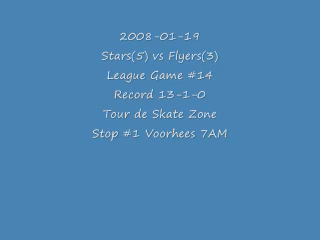 2008-01-19
Stars(5) vs Flyers(3)
League Game #14
Record 13-1-0
Tour de Skate Zone
Stop #1 Voorhees 7AM